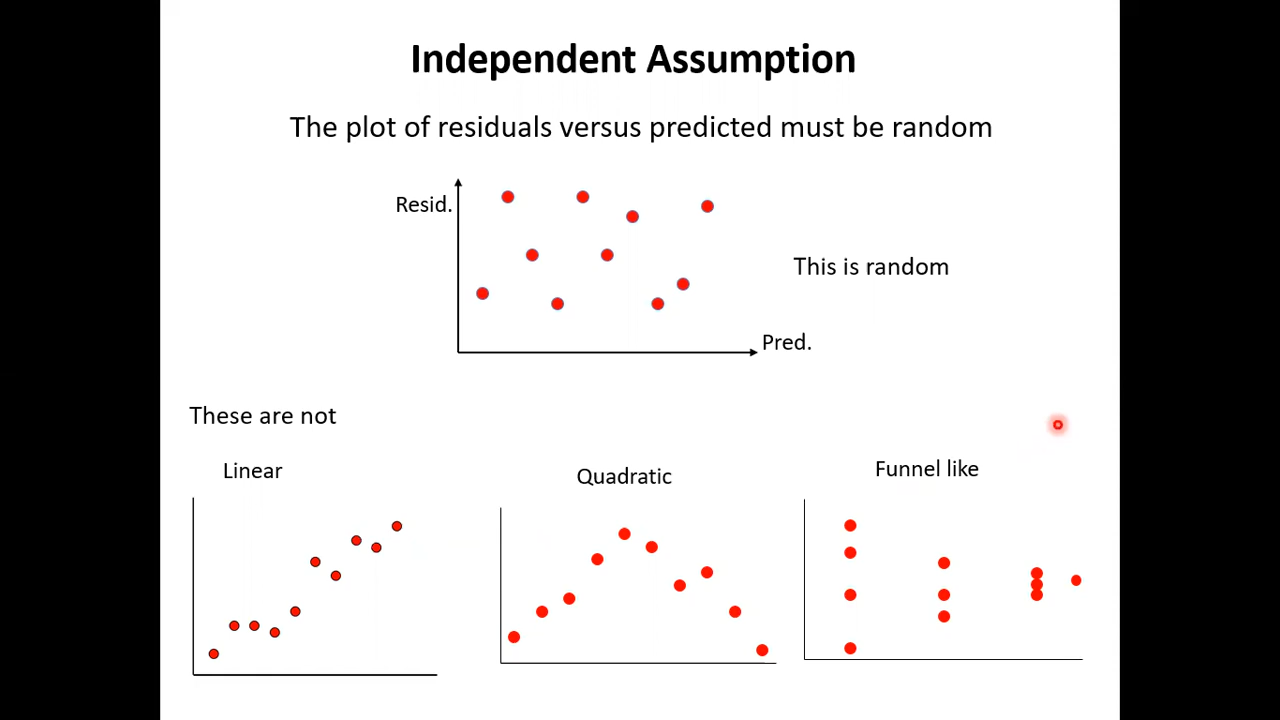 Independent Assumption
The plot of residuals versus predicted must be random
Resid.
This is random
Pred.
These are not
Linear
Quadratic
Funnel like